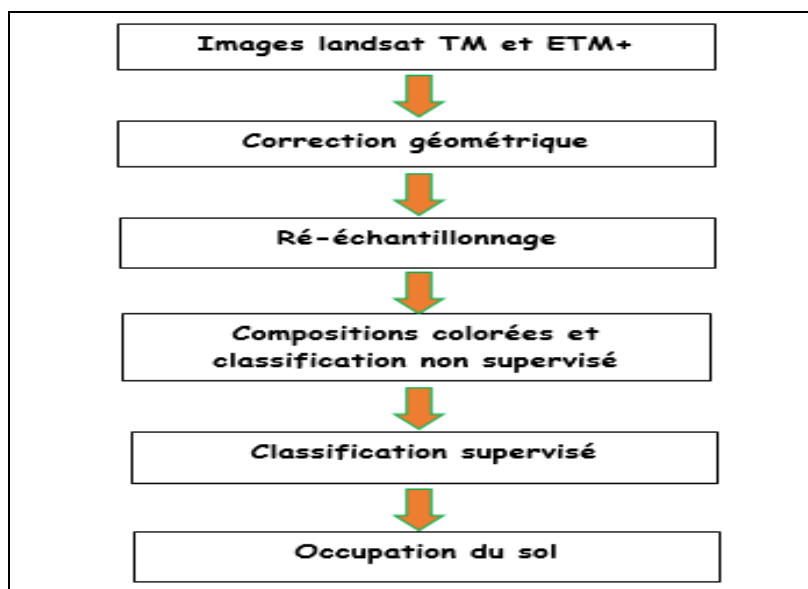 Images landsat TM et ETM+
Correction géométrique
Ré-échantillonnage
Compositions colorées et
classification non supervisé
Classification supervisé
Occupation du sol